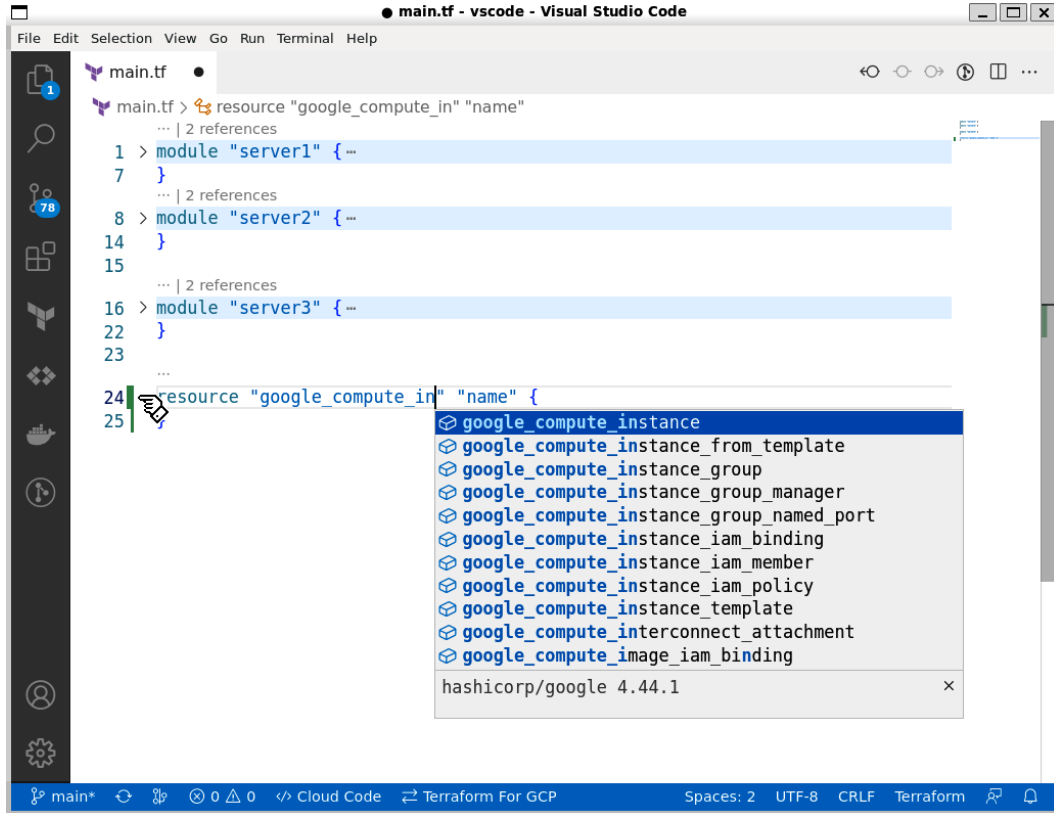 ● main.tf - vscode - Visual Studio Code
File Edit Selection View Go Run Terminal Help
1
main.tf ●
main.tf > resource "google_compute_in" "name"
··· | 2 references
1 > module "server1" {···
7 }
··· | 2 references
8 > module "server2" {···
14 }
15
··· | 2 references
16 > module "server3" {···
22 }
23
···
24 resource "google_compute_in" "name" {
25 }
78
google_compute_instance
google_compute_instance_from_template
google_compute_instance_group
google_compute_instance_group_manager
google_compute_instance_group_named_port
google_compute_instance_iam_binding
google_compute_instance_iam_member
google_compute_instance_iam_policy
google_compute_instance_template
google_compute_interconnect_attachment
google_compute_image_iam_binding
hashicorp/google 4.44.1 ×
main* 0 0 </> Cloud Code Terraform For GCP Spaces: 2 UTF-8 CRLF Terraform